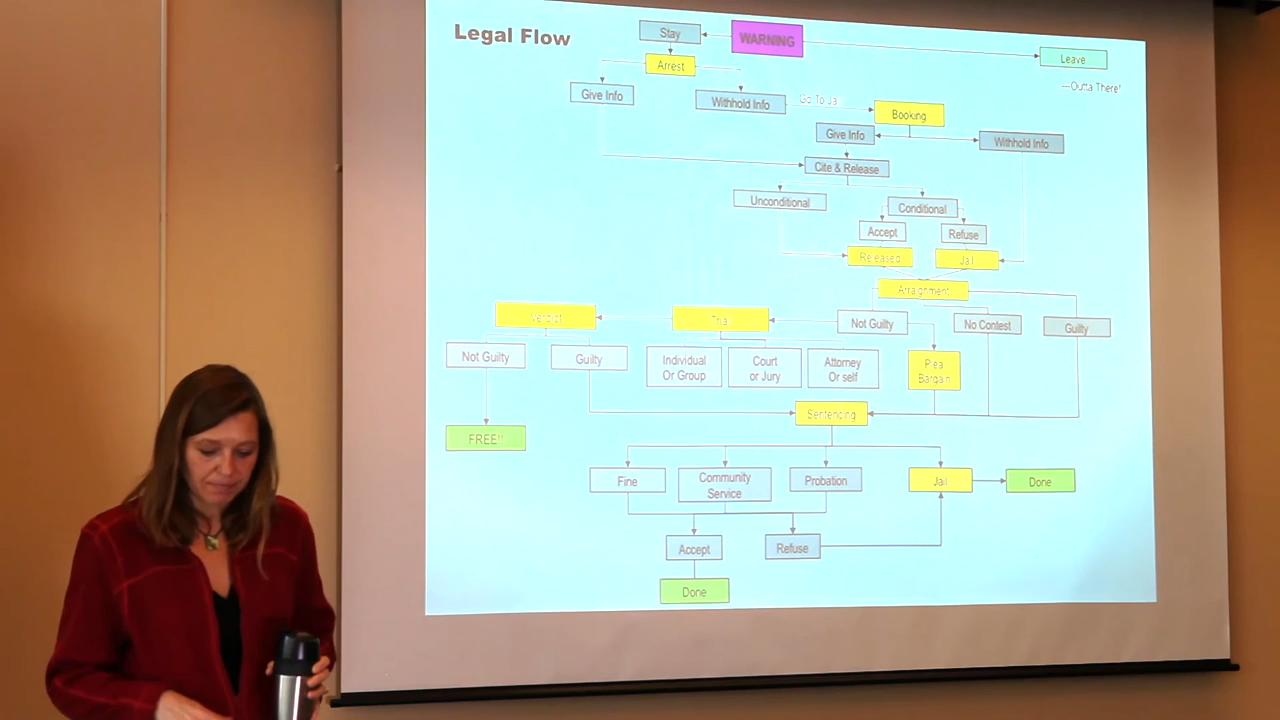 Legal Flow
Stay
WARNING
Leave
---Outta There!
Arrest
Give Info
Withhold Info
Go To Jail
Booking
Give Info
Withhold Info
Cite & Release
Unconditional
Conditional
Accept
Refuse
Released
Jail
Arraignment
Verdict
Trial
Not Guilty
No Contest
Guilty
Not Guilty
Guilty
Individual
Or Group
Court
or Jury
Attorney
Or self
Plea
Bargain
Sentencing
FREE!!
Fine
Community
Service
Probation
Jail
Done
Accept
Refuse
Done